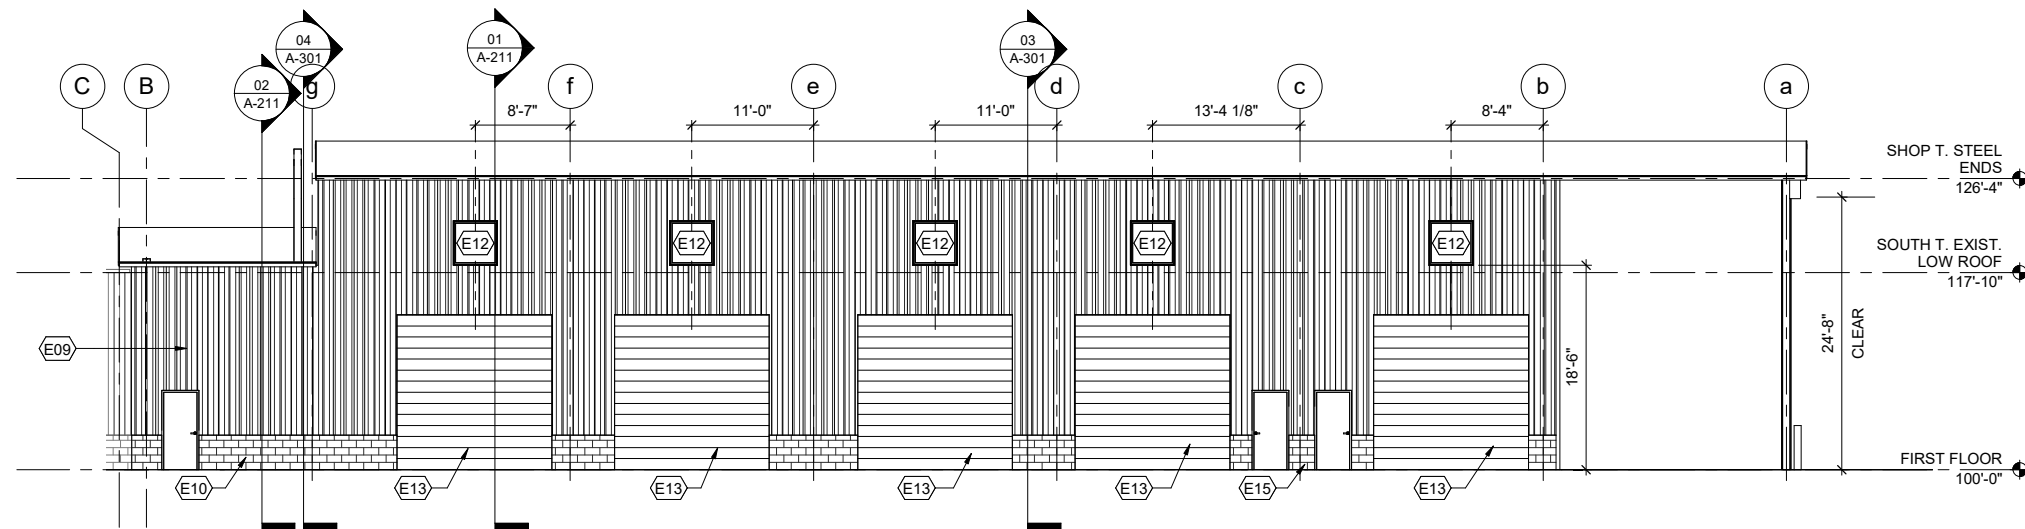 04
A-301
01
A-211
03
A-301
02
A-211
C
B
g
f
e
d
c
b
a
8'-7"
11'-0"
11'-0"
13'-4 1/8"
8'-4"
SHOP T. STEEL
ENDS
126'-4"
E12
E12
E12
E12
E12
SOUTH T. EXIST.
LOW ROOF
117'-10"
E09
18'-6"
24'-8"
CLEAR
FIRST FLOOR
100'-0"
E10
E13
E13
E13
E13
E15
E13